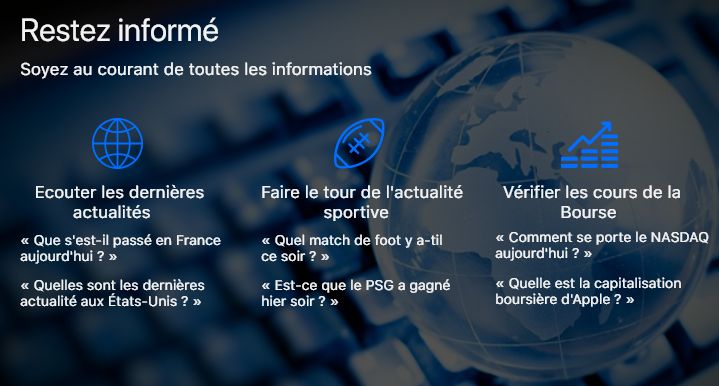 Restez informé
Soyez au courant de toutes les informations
Ecouter les dernières
actualités
« Que s'est-il passé en France
aujourd'hui ? »
« Quelles sont les dernières
actualité aux États-Unis ? »
Faire le tour de l'actualité
sportive
« Quel match de foot y a-til
ce soir ? »
« Est-ce que le PSG a gagné
hier soir ? »
Vérifier les cours de la
Bourse
« Comment se porte le NASDAQ
aujourd'hui ? »
« Quelle est la capitalisation
boursière d'Apple ? »